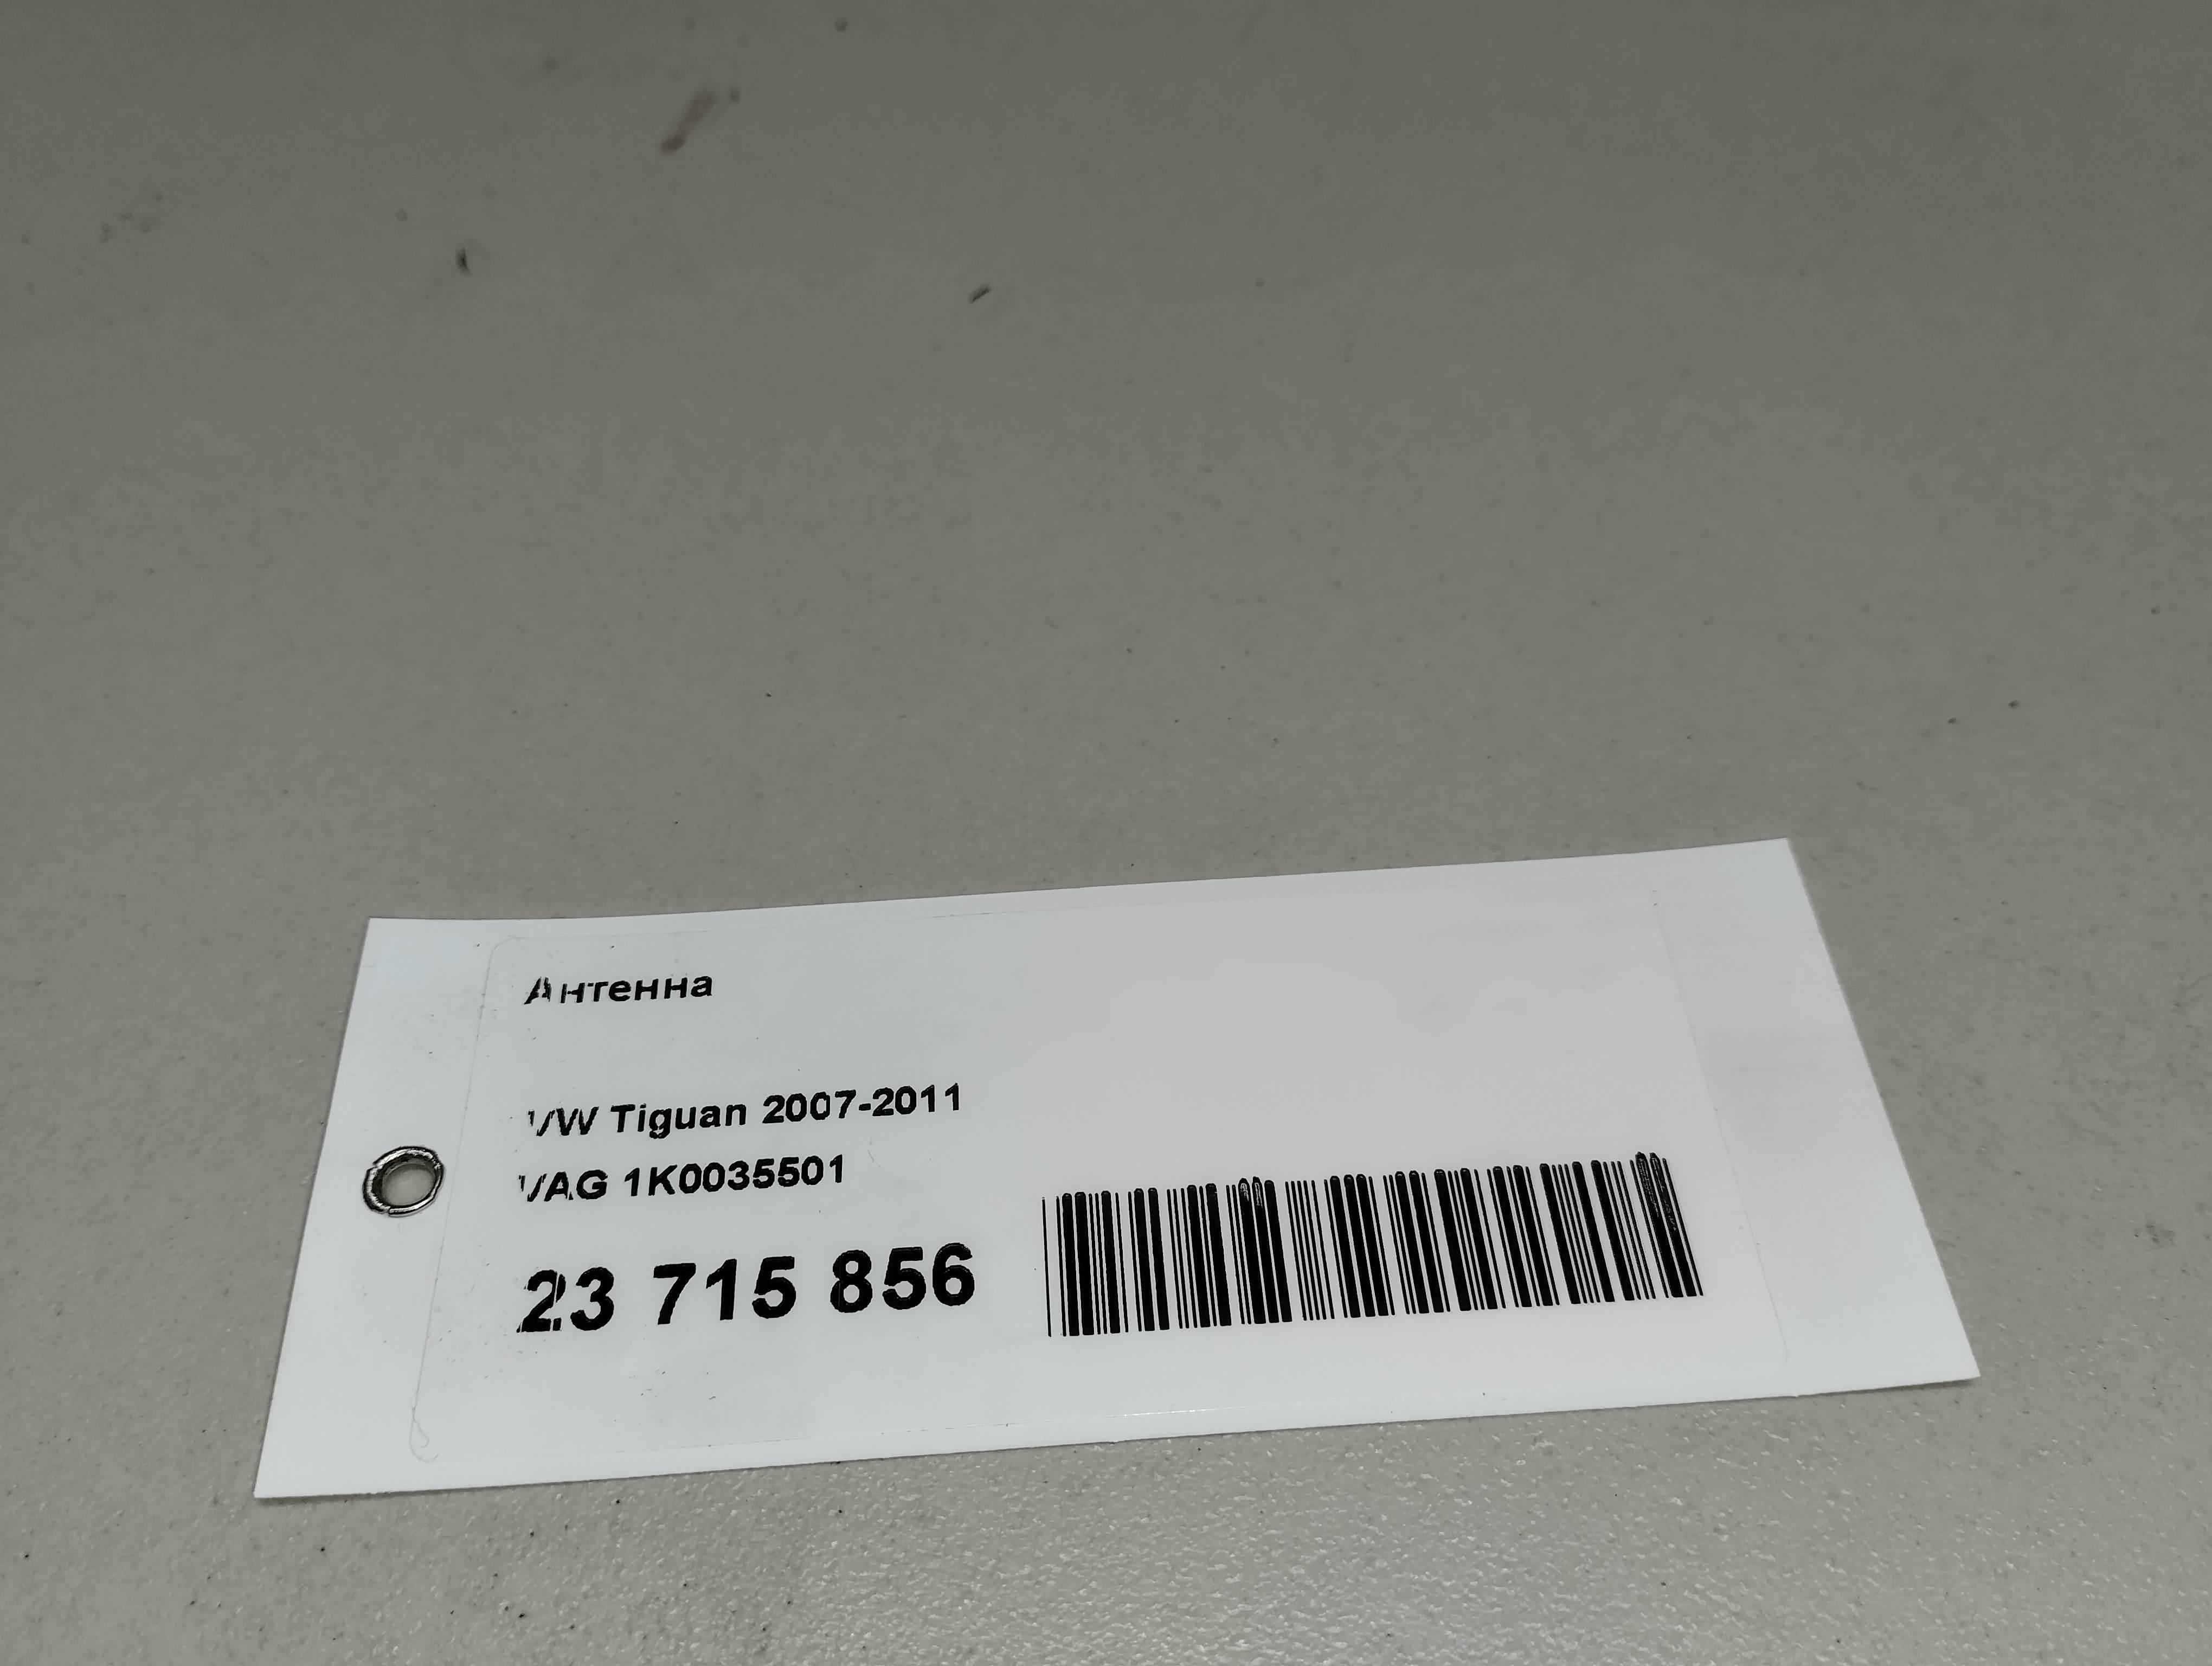 Антенна
VW Tiguan 2007-2011
VAG 1K0035501
23 715 856